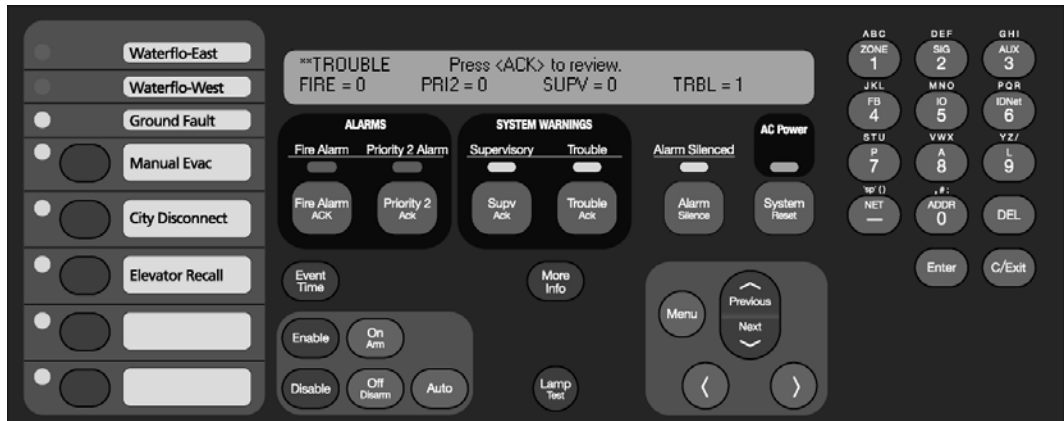 Waterflo-East
Waterflo-West
Ground Fault
Manual Evac
City Disconnect
Elevator Recall
**TROUBLE Press <ACK> to review.
FIRE = 0 PRI2 = 0 SUPV = 0 TRBL = 1
ALARMS
Fire Alarm Priority 2 Alarm
Fire Alarm
ACK
Priority 2
Ack
SYSTEM WARNINGS
Supervisory Trouble
Supv
Ack
Trouble
Ack
Alarm Silenced
Alarm
Silence
AC Power
System
Reset
Event
Time
More
Info
Enable
On
Arm
Disable
Off
Disarm
Auto
Lamp
Test
Menu
Previous
Next
ABC
ZONE
1
DEF
SIG
2
GHI
AUX
3
JKL
FB
4
MNO
IO
5
PQR
IDNet
6
STU
P
7
VWX
A
8
YZ/
L
9
'sp' ()
NET
—
,#:
ADDR
0
DEL
Enter
C/Exit